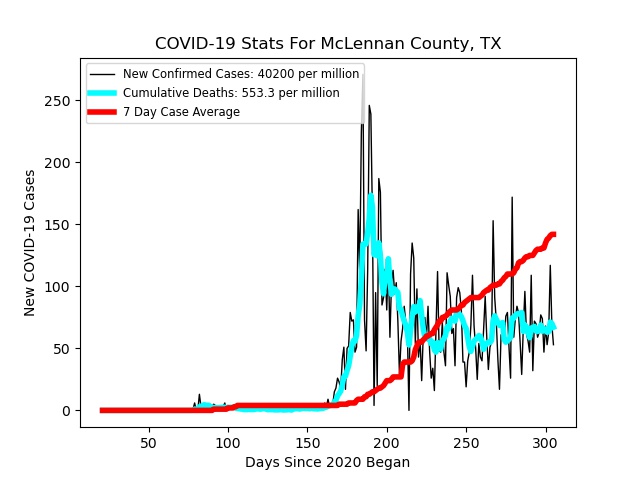 COVID-19 Stats For McLennan County, TX
New Confirmed Cases: 40200 per million
Cumulative Deaths: 553.3 per million
7 Day Case Average
New COVID-19 Cases
250
200
150
100
50
0
50 100 150 200 250 300
Days Since 2020 Began